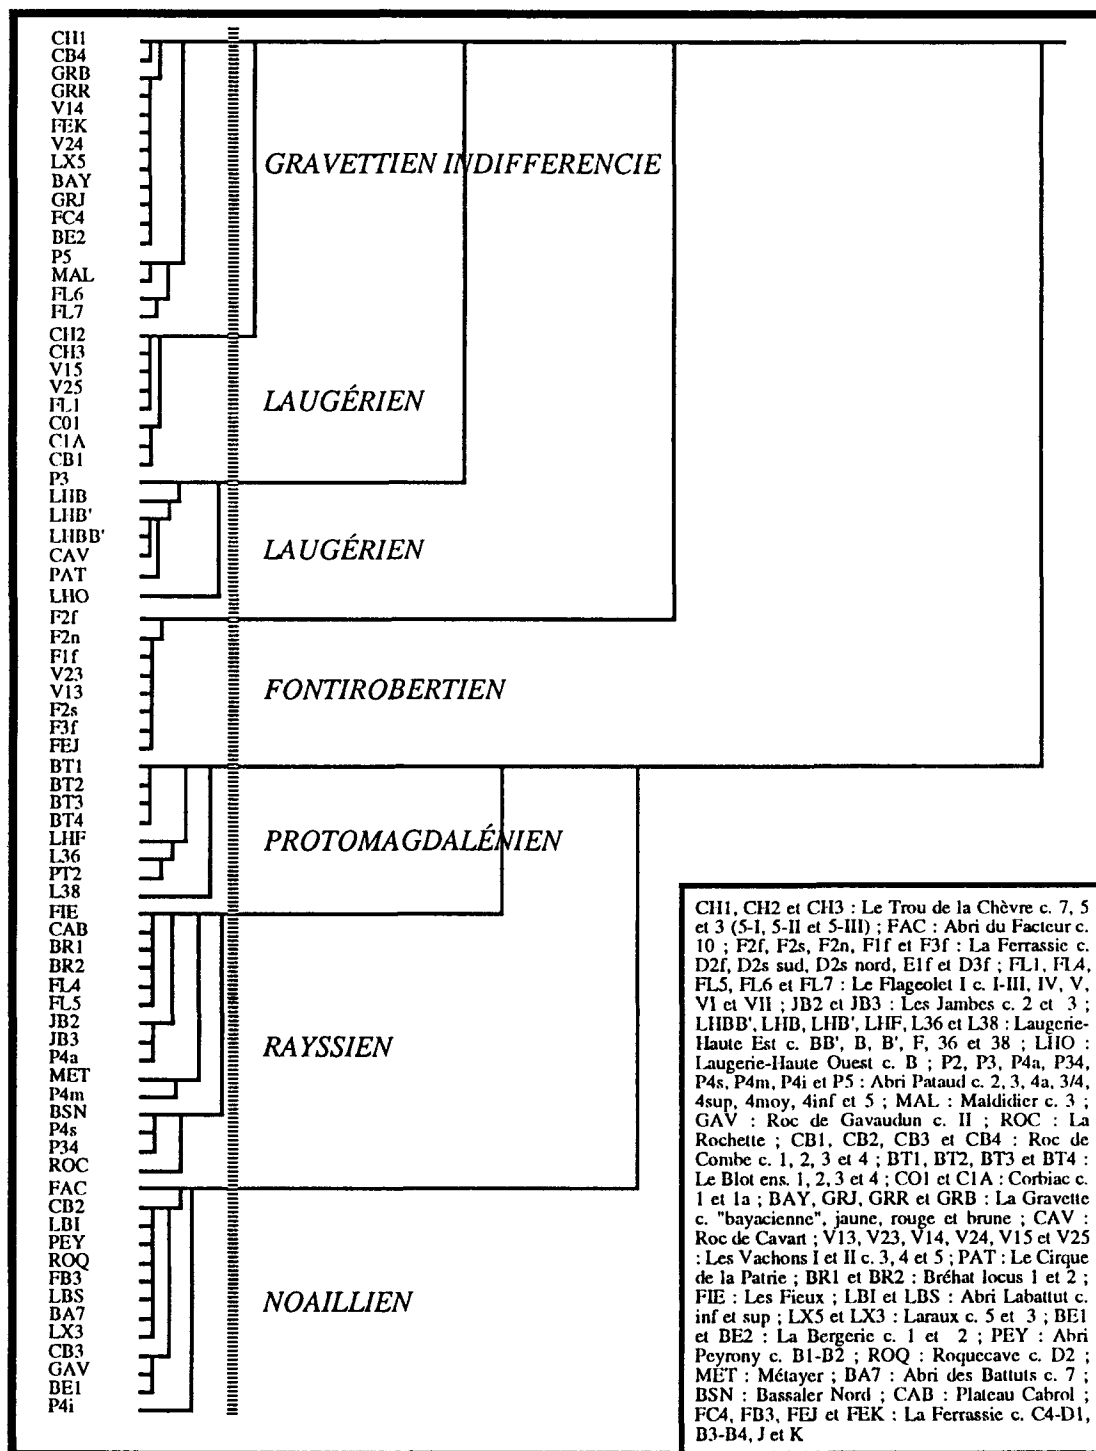 CH1
CB4
GRB
GRR
V14
FEK
V24
LX5
BAY
GRJ
FC4
BE2
P5
MAL
FL6
FL7
CH2
CH3
V15
V25
FL1
C01
C1A
CB1
P3
LHB
LHB'
LHBB'
CAV
PAT
LHO
F2f
F2n
F1f
V23
V13
F2s
F3f
FEJ
BT1
BT2
BT3
BT4
LHF
L36
PT2
L38
FIE
CAB
BR1
BR2
FL4
FL5
JB2
JB3
P4a
MET
P4m
BSN
P4s
P34
ROC
FAC
CB2
LBI
PEY
ROQ
FB3
LBS
BA7
LX3
CB3
GAV
BE1
P4i
GRAVETTIEN INDIFFERENCIE
LAUGÉRIEN
LAUGÉRIEN
FONTIROBERTIEN
PROTOMAGDALÉNIEN
RAYSSIEN
NOAILLIEN
CH1, CH2 et CH3 : Le Trou de la Chèvre c. 7, 5
et 3 (5-I, 5-II et 5-III) ; FAC : Abri du Facteur c.
10 ; F2f, F2s, F2n, F1f et F3f : La Ferrassie c.
D2f, D2s sud, D2s nord, E1f et D3f ; FL1, FL4,
FL5, FL6 et FL7 : Le Flageolet I c. I-III, IV, V,
VI et VII ; JB2 et JB3 : Les Jambes c. 2 et 3 ;
LHBB', LHB, LHB', LHF, L36 et L38 : Laugerie-
Haute Est c. BB', B, B', F, 36 et 38 ; LHO :
Laugerie-Haute Ouest c. B ; P2, P3, P4a, P34,
P4s, P4m, P4i et P5 : Abri Pataud c. 2, 3, 4a, 3/4,
4sup, 4moy, 4inf et 5 ; MAL : Maldidier c. 3 ;
GAV : Roc de Gavaudun c. II ; ROC : La
Rochette ; CB1, CB2, CB3 et CB4 : Roc de
Combe c. 1, 2, 3 et 4 ; BT1, BT2, BT3 et BT4 :
Le Blot ens. 1, 2, 3 et 4 ; CO1 et C1A : Corbiac c.
1 et 1a ; BAY, GRJ, GRR et GRB : La Gravette
c. "bayacienne", jaune, rouge et brune ; CAV :
Roc de Cavart ; V13, V23, V14, V24, V15 et V25
: Les Vachons I et II c. 3, 4 et 5 ; PAT : Le Cirque
de la Patrie ; BR1 et BR2 : Bréhat locus 1 et 2 ;
FIE : Les Fieux ; LBI et LBS : Abri Labattut c.
inf et sup ; LX5 et LX3 : Laraux c. 5 et 3 ; BE1
et BE2 : La Bergerie c. 1 et 2 ; PEY : Abri
Peyrony c. B1-B2 ; ROQ : Roquecave c. D2 ;
MET : Métayer ; BA7 : Abri des Battuts c. 7 ;
BSN : Bassaler Nord ; CAB : Plateau Cabrol ;
FC4, FB3, FEJ et FEK : La Ferrassie c. C4-D1,
B3-B4, J et K